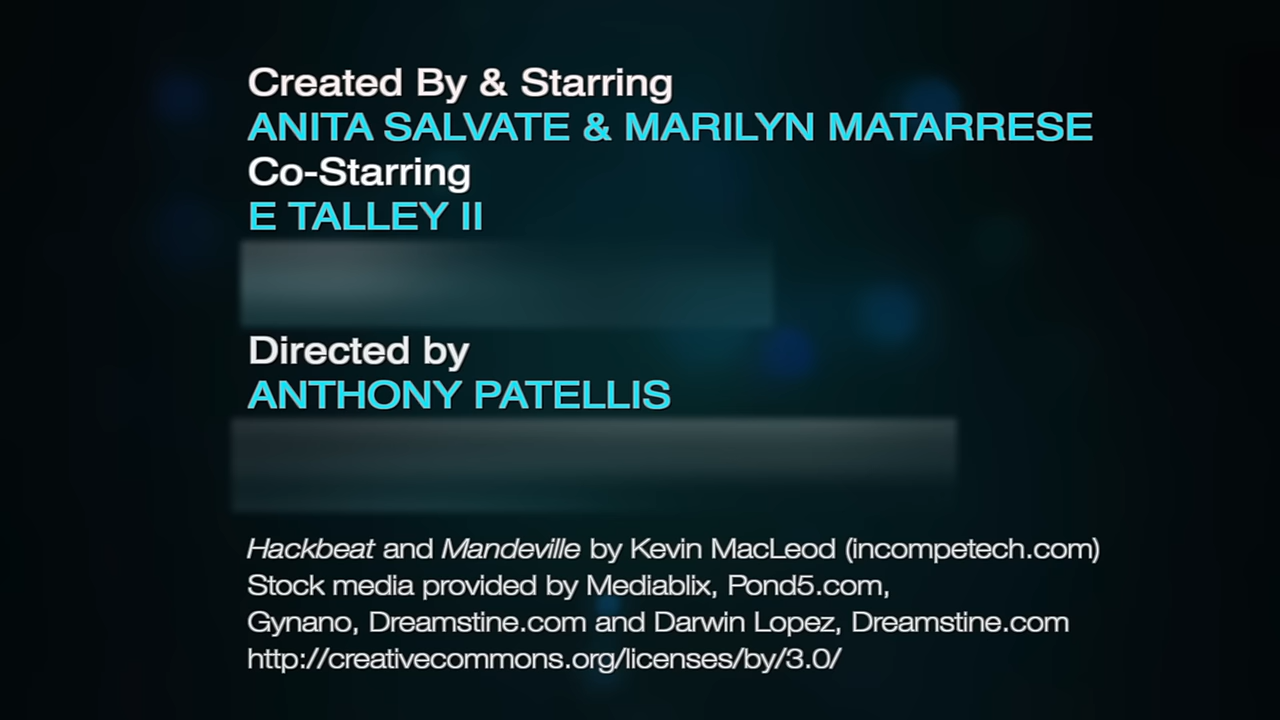 Created By & Starring
ANITA SALVATE & MARILYN MATARRESE
Co-Starring
E TALLEY II
Directed by
ANTHONY PATELLIS
Hackbeat and Mandeville by Kevin MacLeod (incompetech.com)
Stock media provided by Mediablix, Pond5.com,
Gynano, Dreamstine.com and Darwin Lopez, Dreamstine.com
http://creativecommons.org/licenses/by/3.0/